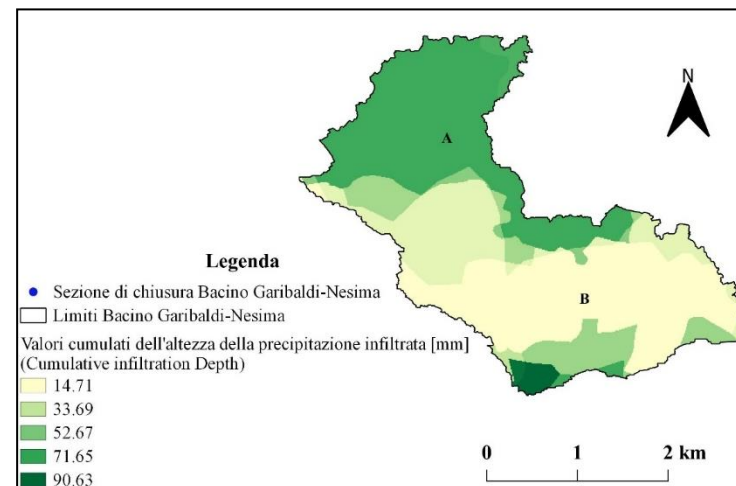 N
A
B
Legenda
Sezione di chiusura Bacino Garibaldi-Nesima
Limiti Bacino Garibaldi-Nesima
Valori cumulati dell'altezza della precipitazione infiltrata [mm]
(Cumulative infiltration Depth)
14.71
33.69
52.67
71.65
90.63
0 1 2 km